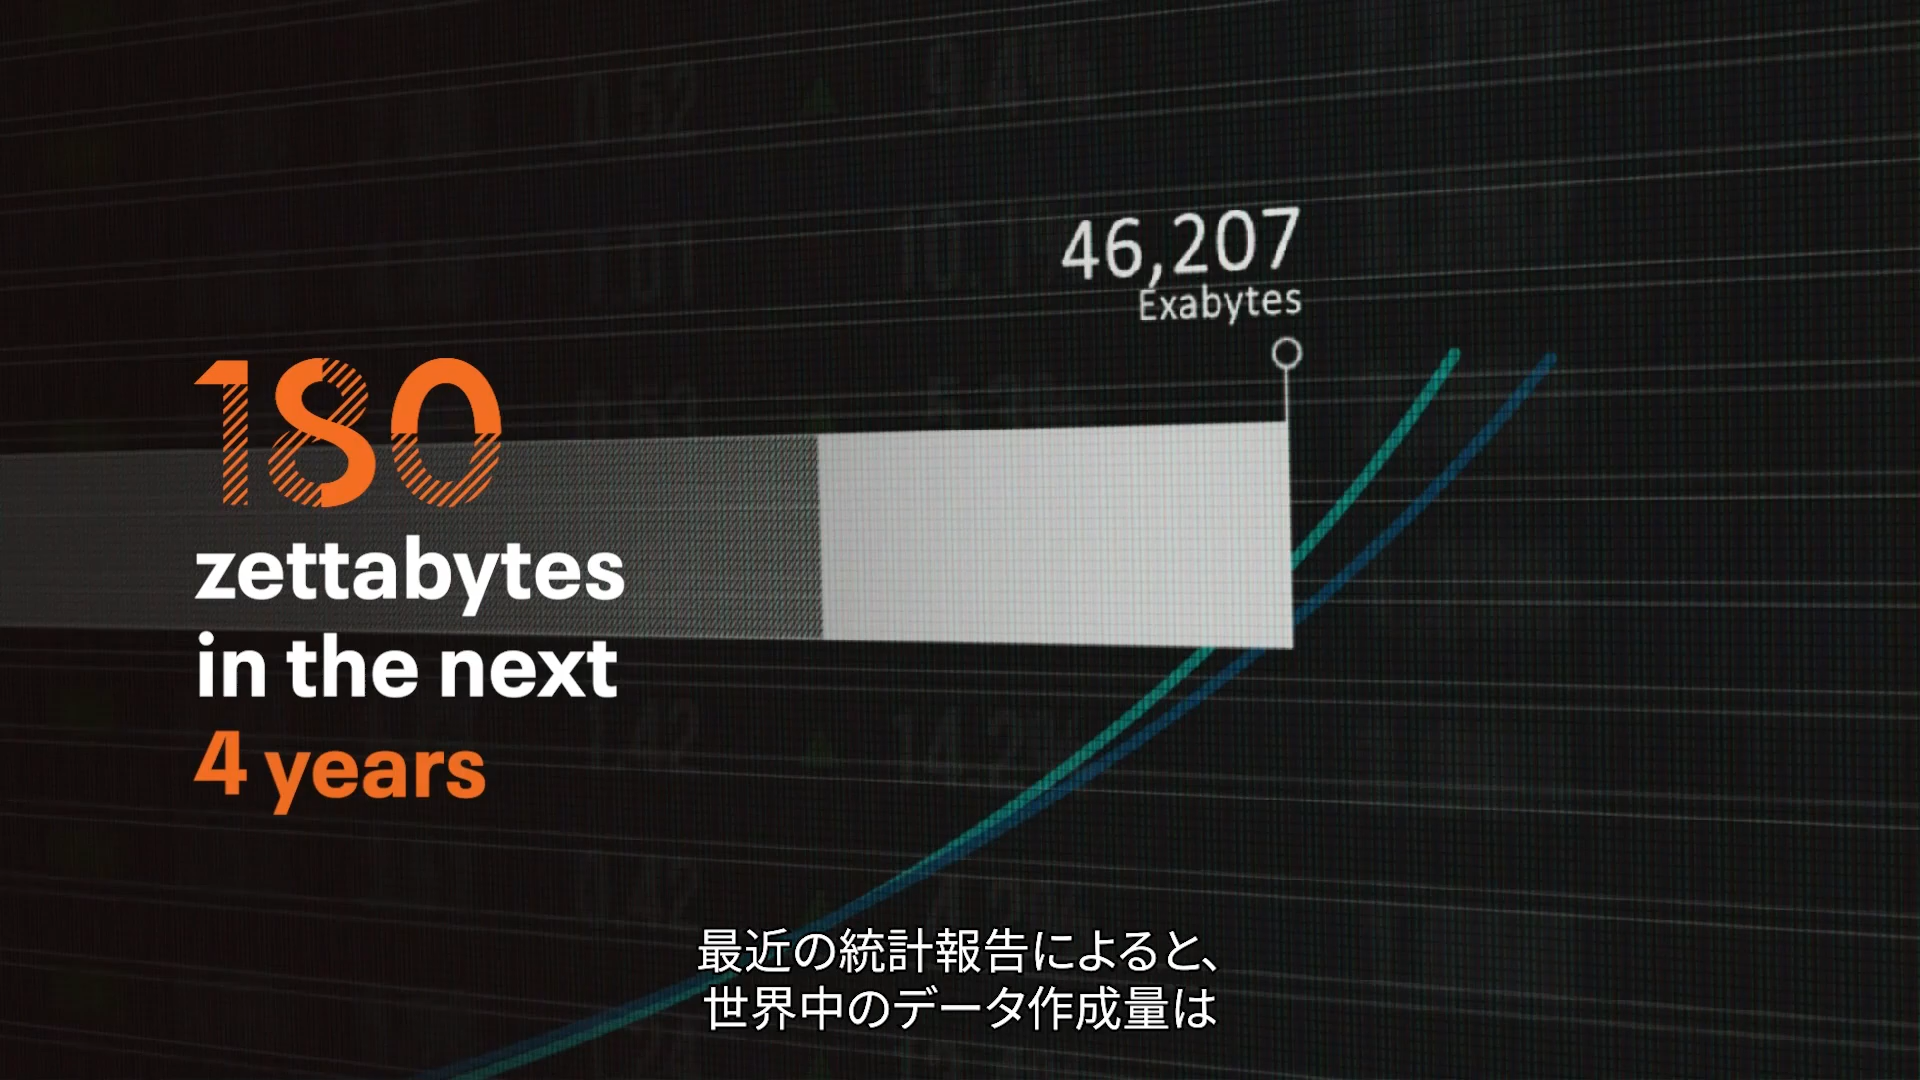 46,207
Exabytes
180
zettabytes
in the next
4 years
最近の統計報告によると、
世界中のデータ作成量は